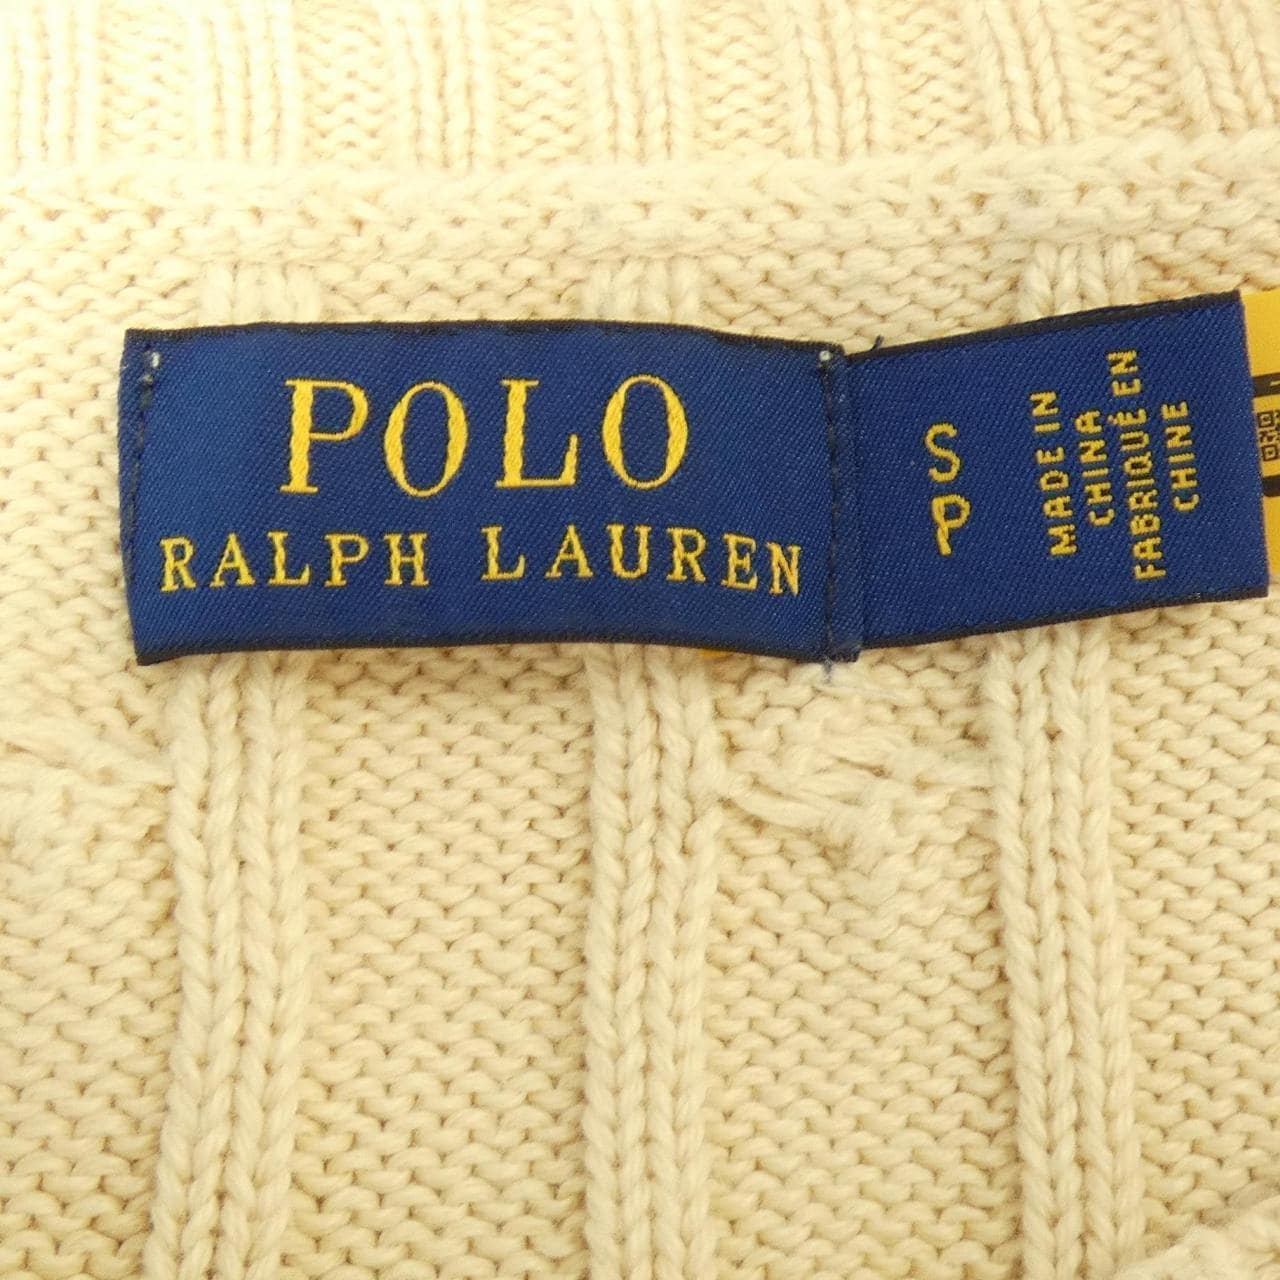 POLO
RALPH LAUREN
S
P
MADE IN
CHINA
FABRIQUÉ EN
CHINE